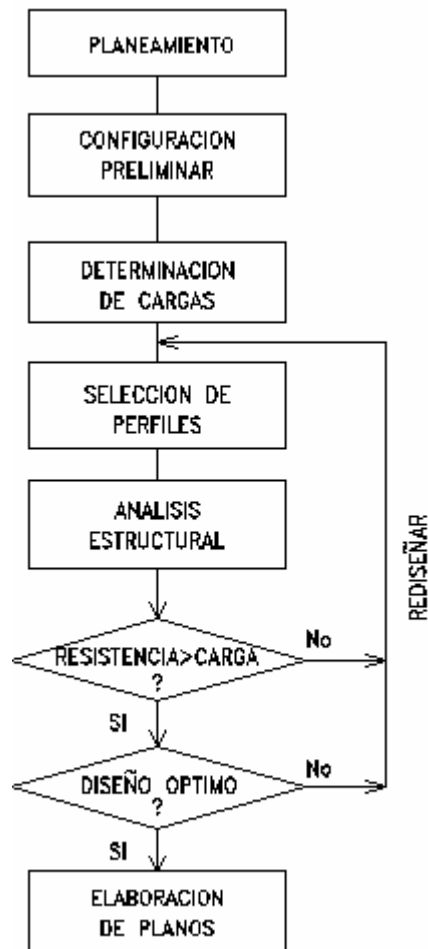 PLANEAMIENTO
CONFIGURACION
PRELIMINAR
DETERMINACION
DE CARGAS
SELECCION DE
PERFILES
ANALISIS
ESTRUCTURAL
REDISEÑAR
RESISTENCIA>CARGA
?
No
SI
DISEÑO OPTIMO
?
No
SI
ELABORACION
DE PLANOS